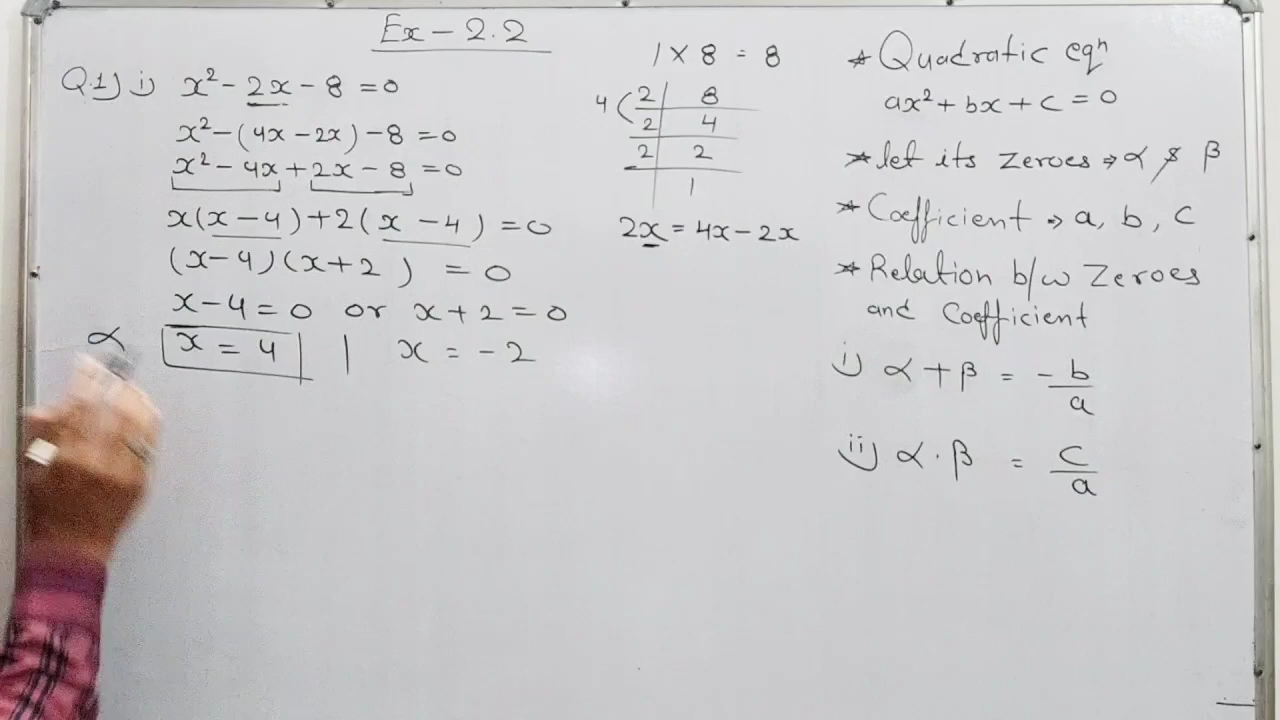 Ex - 2.2
Q.1) i) x² - 2x - 8 = 0
x² - (4x - 2x) - 8 = 0
x² - 4x + 2x - 8 = 0
x(x - 4) + 2(x - 4) = 0
(x - 4)(x + 2) = 0
x - 4 = 0 or x + 2 = 0
α x = 4 | x = - 2
1 × 8 = 8
4 ( 2 | 8
2 | 4
2 | 2
| 1
2x = 4x - 2x
* Quadratic eqⁿ
ax² + bx + c = 0
* let its zeroes → α & β
* Coefficient → a, b, c
* Relation b/w Zeroes
and Coefficient
i) α + β = -b/a
ii) α · β = c/a